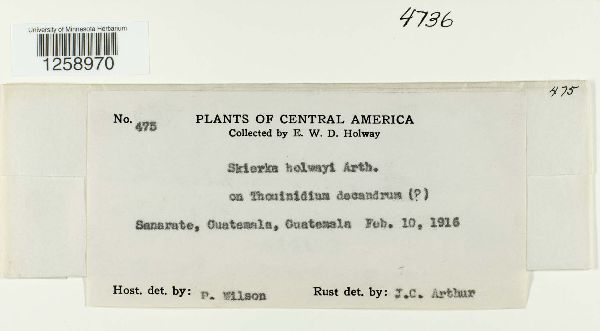 4736
University of Minnesota Herbarium
1258970
475
No. 475 PLANTS OF CENTRAL AMERICA
Collected by E. W. D. Holway
Skierka holwayi Arth.
on Thouinidium decandrum (?)
Sanarate, Guatemala, Guatemala Feb. 10, 1916
Host. det. by: P. Wilson Rust det. by: J.C. Arthur